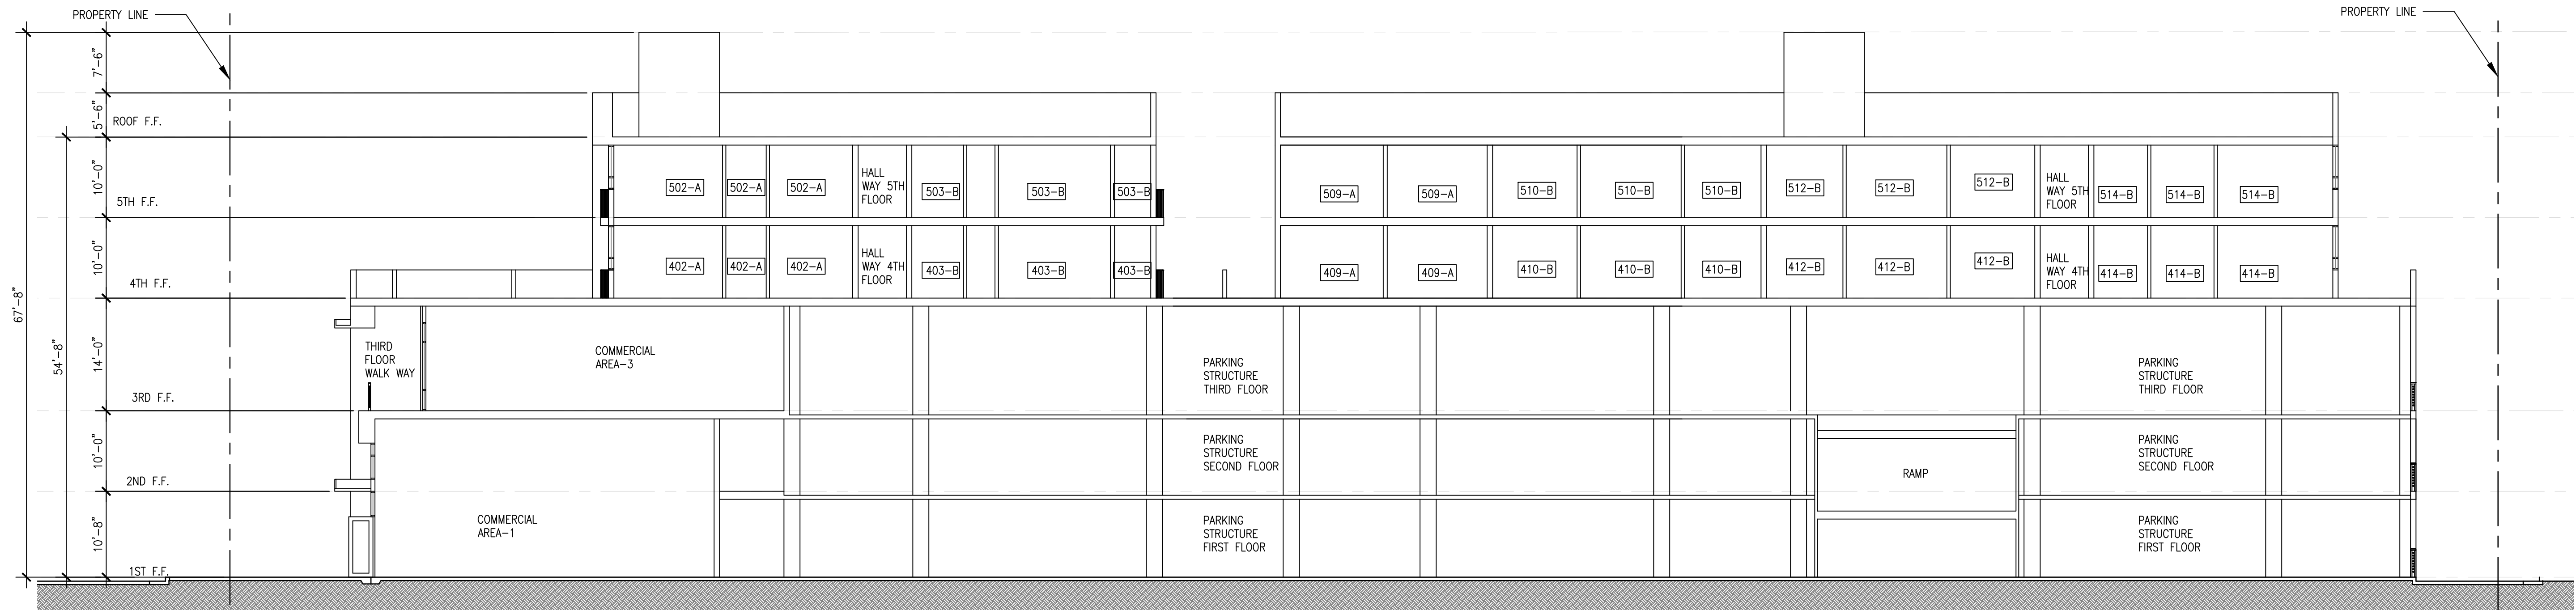 PROPERTY LINE
PROPERTY LINE
7'-6"
5'-6"
ROOF F.F.
10'-0"
5TH F.F.
10'-0"
4TH F.F.
67'-8"
54'-8"
14'-0"
3RD F.F.
10'-0"
2ND F.F.
10'-8"
1ST F.F.
502-A
502-A
502-A
HALL
WAY 5TH
FLOOR
503-B
503-B
503-B
509-A
509-A
510-B
510-B
510-B
512-B
512-B
512-B
HALL
WAY 5TH
FLOOR
514-B
514-B
514-B
402-A
402-A
402-A
HALL
WAY 4TH
FLOOR
403-B
403-B
403-B
409-A
409-A
410-B
410-B
410-B
412-B
412-B
412-B
HALL
WAY 4TH
FLOOR
414-B
414-B
414-B
THIRD
FLOOR
WALK WAY
COMMERCIAL
AREA-3
PARKING
STRUCTURE
THIRD FLOOR
PARKING
STRUCTURE
THIRD FLOOR
PARKING
STRUCTURE
SECOND FLOOR
RAMP
PARKING
STRUCTURE
SECOND FLOOR
COMMERCIAL
AREA-1
PARKING
STRUCTURE
FIRST FLOOR
PARKING
STRUCTURE
FIRST FLOOR